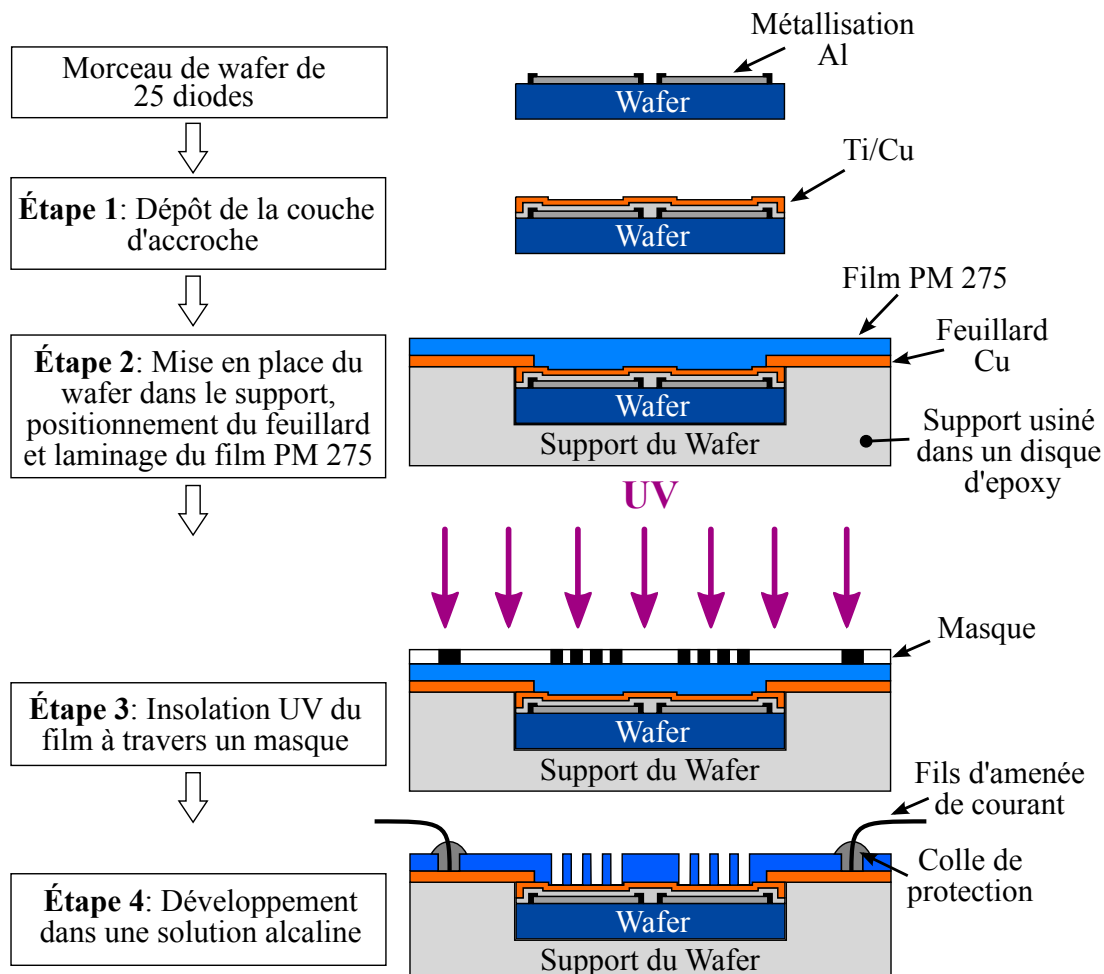 Métallisation
Al
Morceau de wafer de
25 diodes
Wafer
Ti/Cu
Étape 1: Dépôt de la couche
d'accroche
Wafer
Film PM 275
Feuillard
Cu
Étape 2: Mise en place du
wafer dans le support,
positionnement du feuillard
et laminage du film PM 275
Wafer
Support du Wafer
Support usiné
dans un disque
d'epoxy
UV
Masque
Étape 3: Insolation UV du
film à travers un masque
Wafer
Support du Wafer
Fils d'amenée
de courant
Colle de
protection
Étape 4: Développement
dans une solution alcaline
Wafer
Support du Wafer